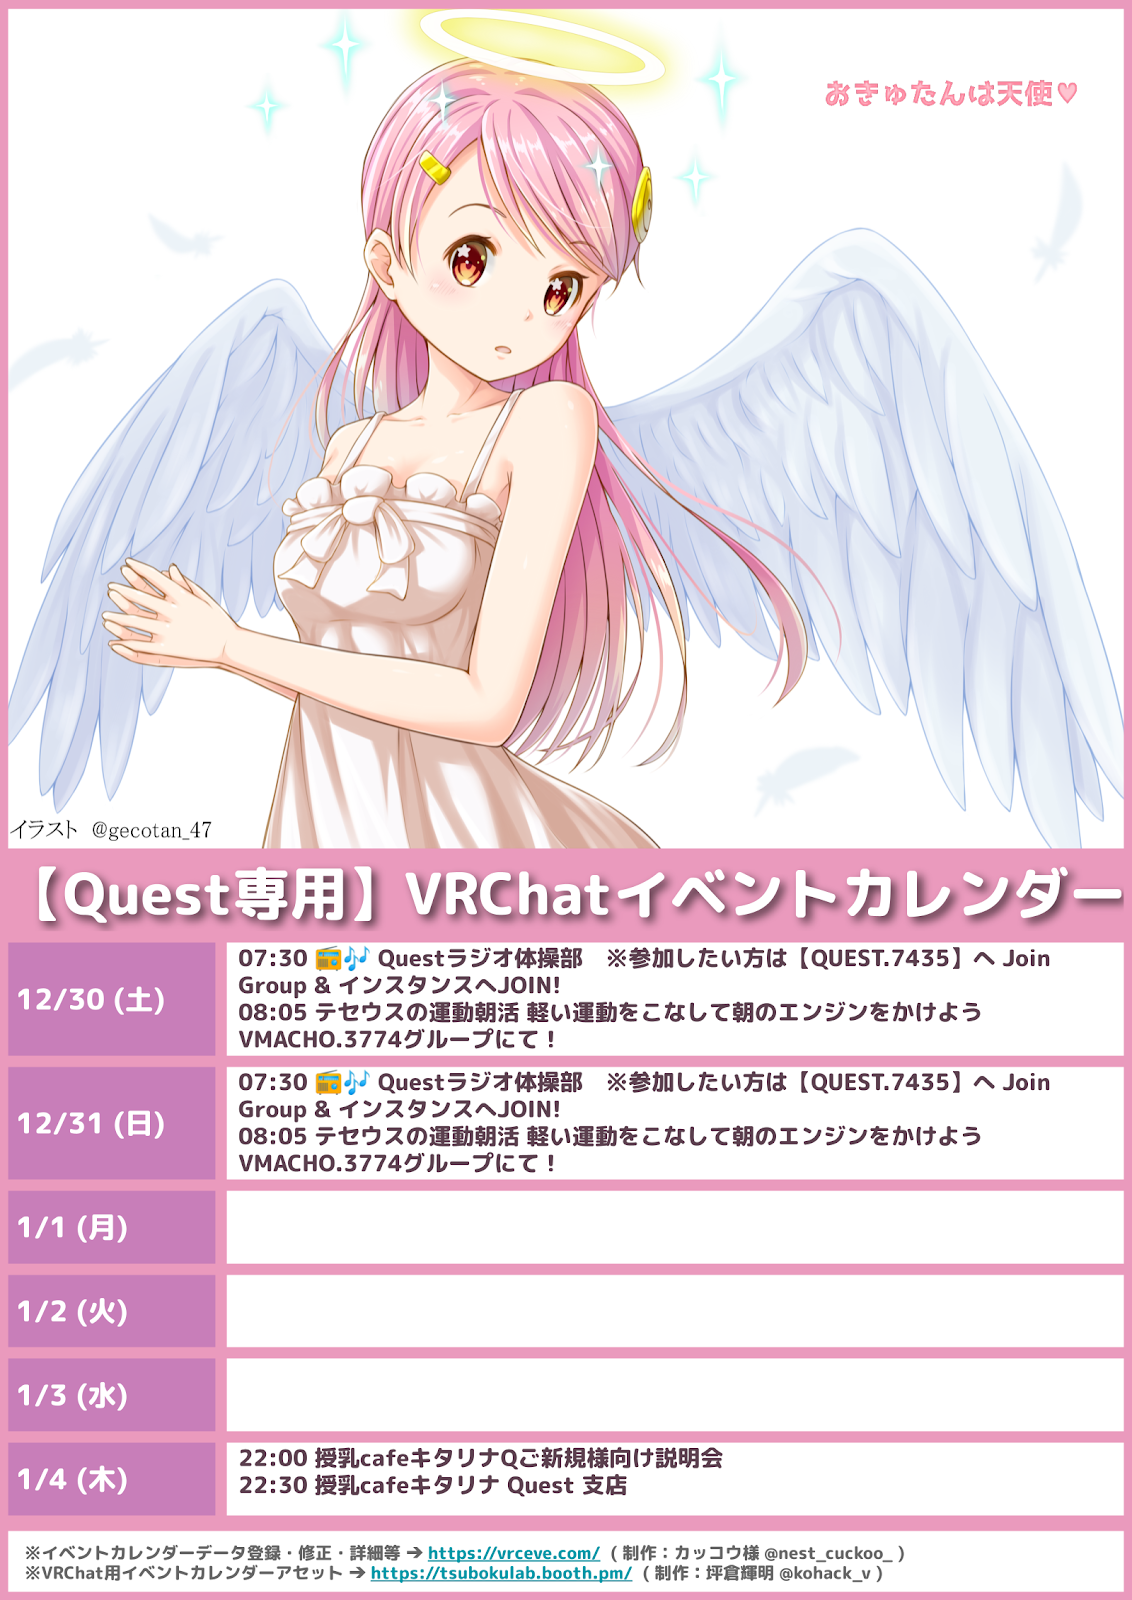 おきゅたんは天使♥
イラスト @gecotan_47
【Quest専用】VRChatイベントカレンダー
12/30 (土)
07:30 📻🎶 Questラジオ体操部　※参加したい方は【QUEST.7435】へ Join
Group & インスタンスへJOIN!
08:05 テセウスの運動朝活 軽い運動をこなして朝のエンジンをかけよう
VMACHO.3774グループにて！
12/31 (日)
07:30 📻🎶 Questラジオ体操部　※参加したい方は【QUEST.7435】へ Join
Group & インスタンスへJOIN!
08:05 テセウスの運動朝活 軽い運動をこなして朝のエンジンをかけよう
VMACHO.3774グループにて！
1/1 (月)
1/2 (火)
1/3 (水)
1/4 (木)
22:00 授乳cafeキタリナQご新規様向け説明会
22:30 授乳cafeキタリナ Quest 支店
※イベントカレンダーデータ登録・修正・詳細等 ➔ https://vrceve.com/ ( 制作：カッコウ様 @nest_cuckoo_ )
※VRChat用イベントカレンダーアセット ➔ https://tsubokulab.booth.pm/ ( 制作：坪倉輝明 @kohack_v )